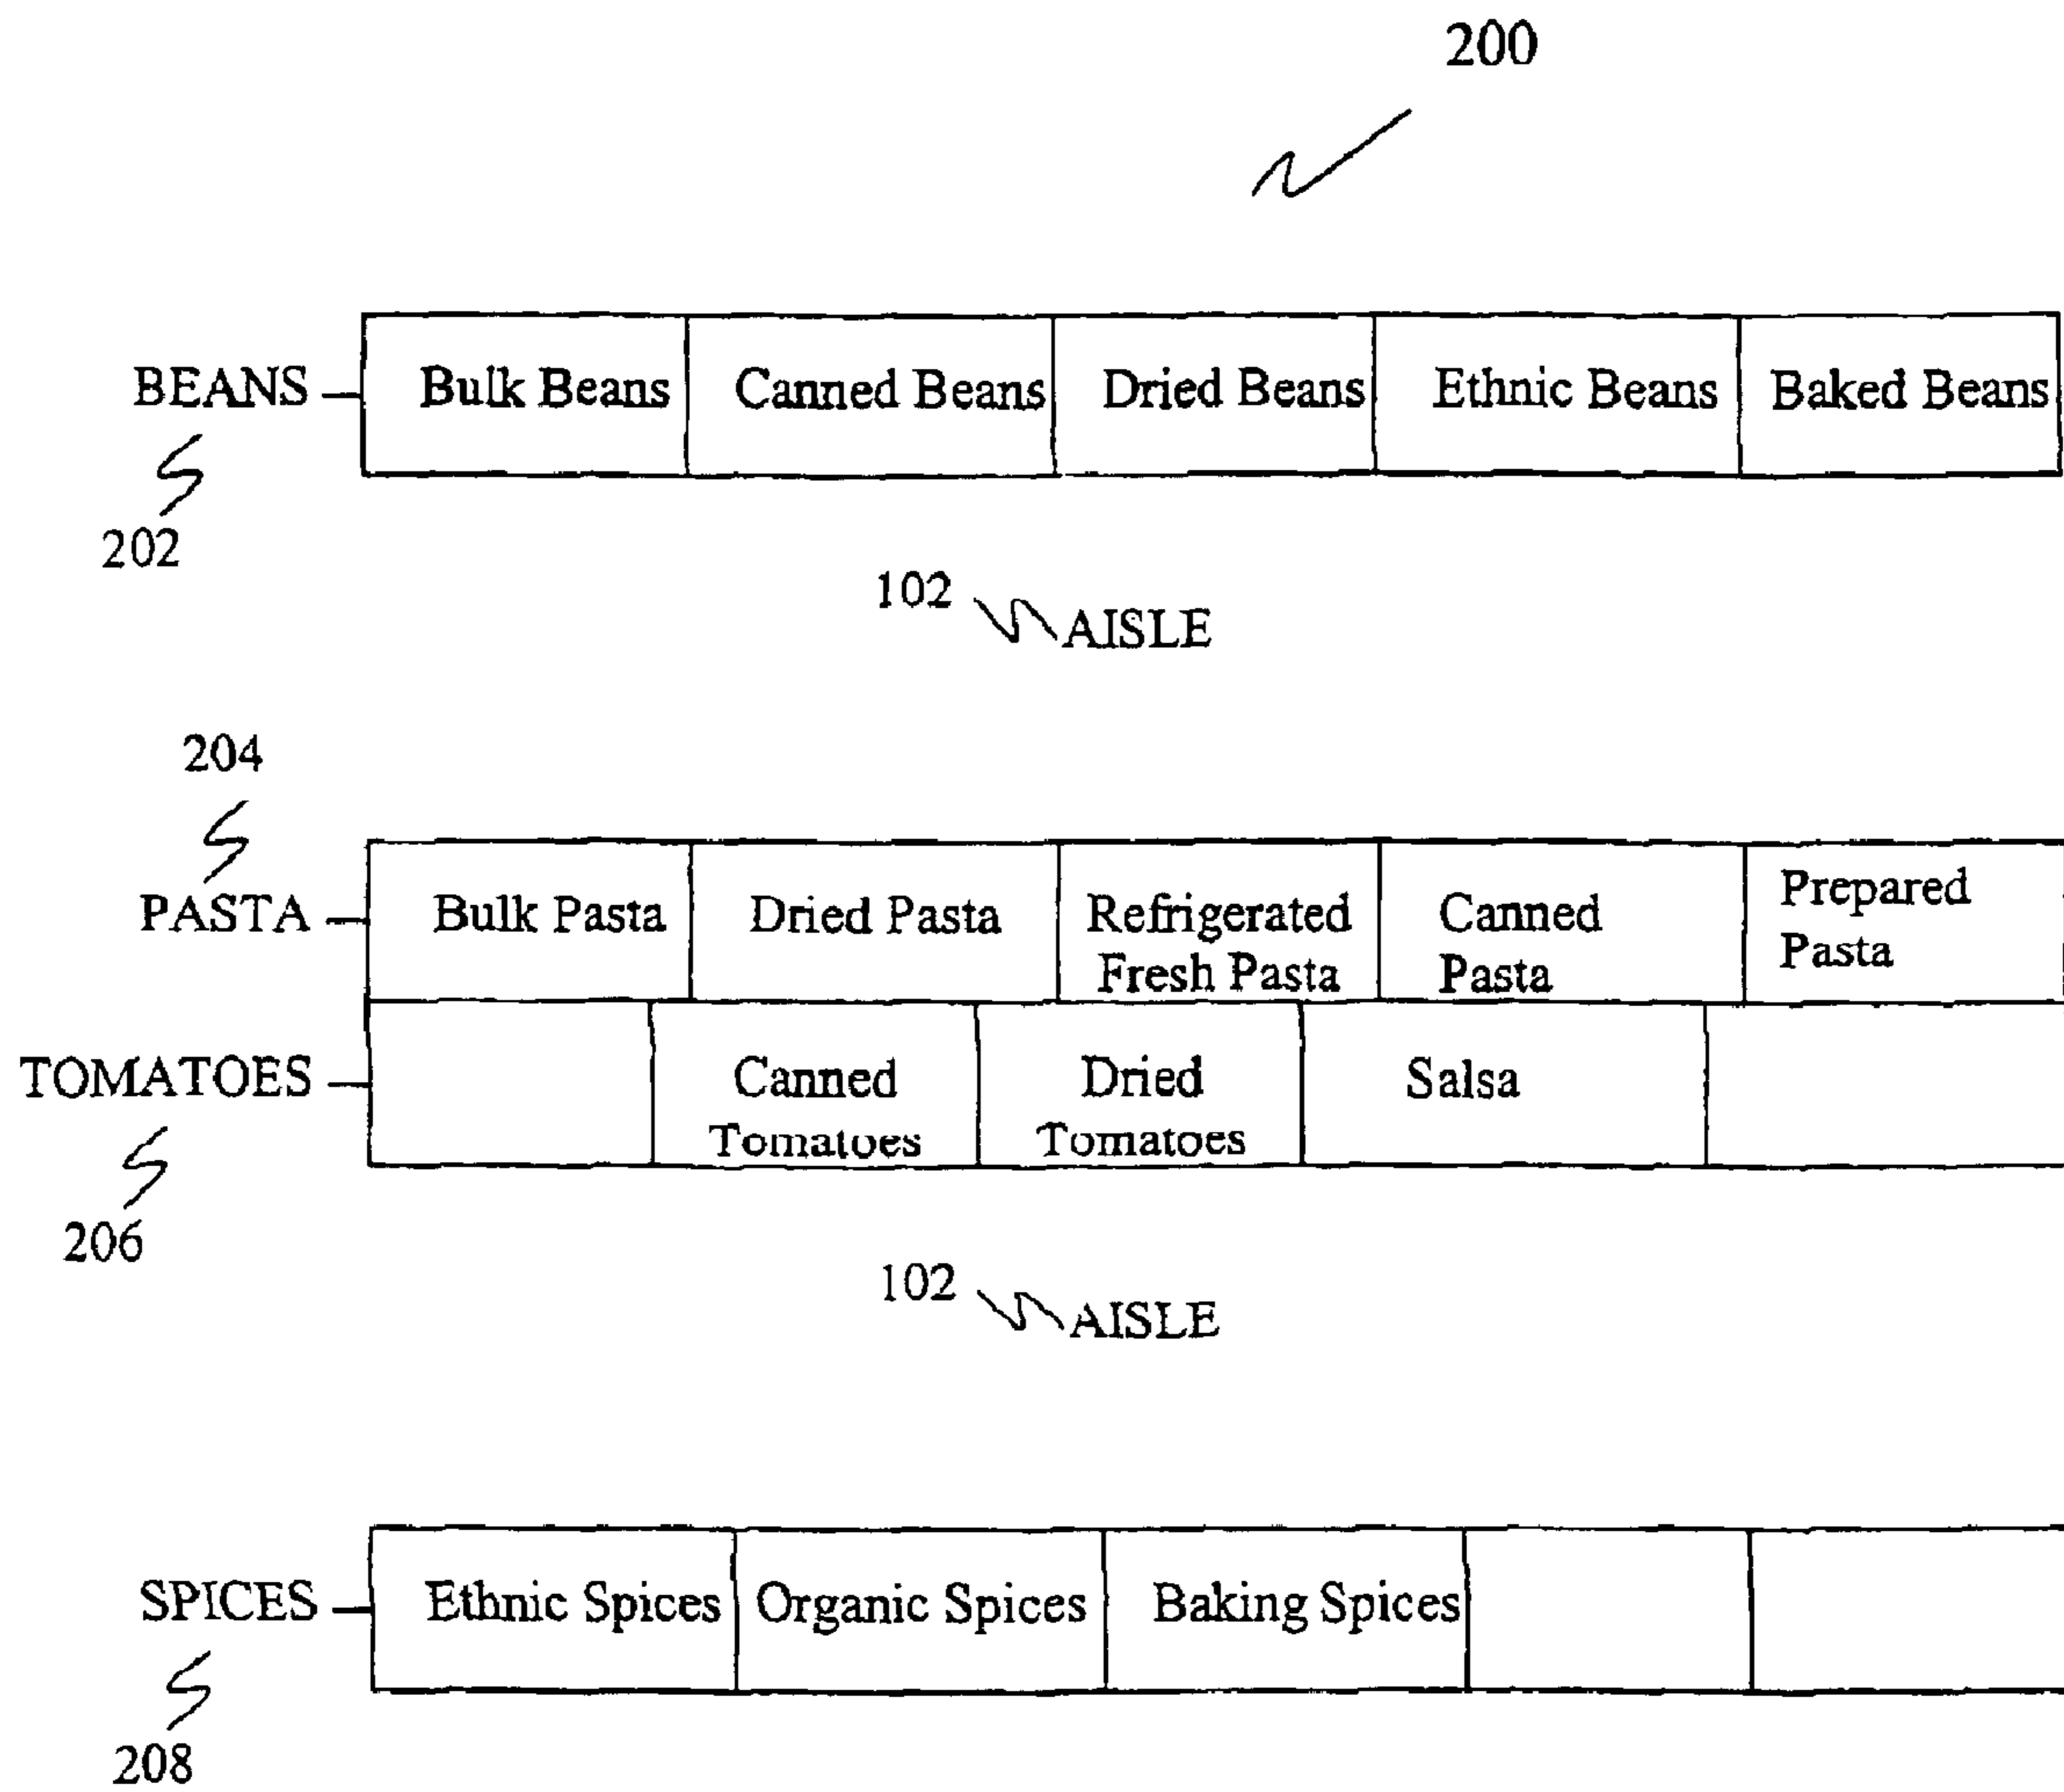 200
BEANS Bulk Beans Canned Beans Dried Beans Ethnic Beans Baked Beans
202
102 AISLE
204
PASTA Bulk Pasta Dried Pasta Refrigerated Fresh Pasta Canned Pasta Prepared Pasta
TOMATOES Canned Tomatoes Dried Tomatoes Salsa
206
102 AISLE
SPICES Ethnic Spices Organic Spices Baking Spices
208